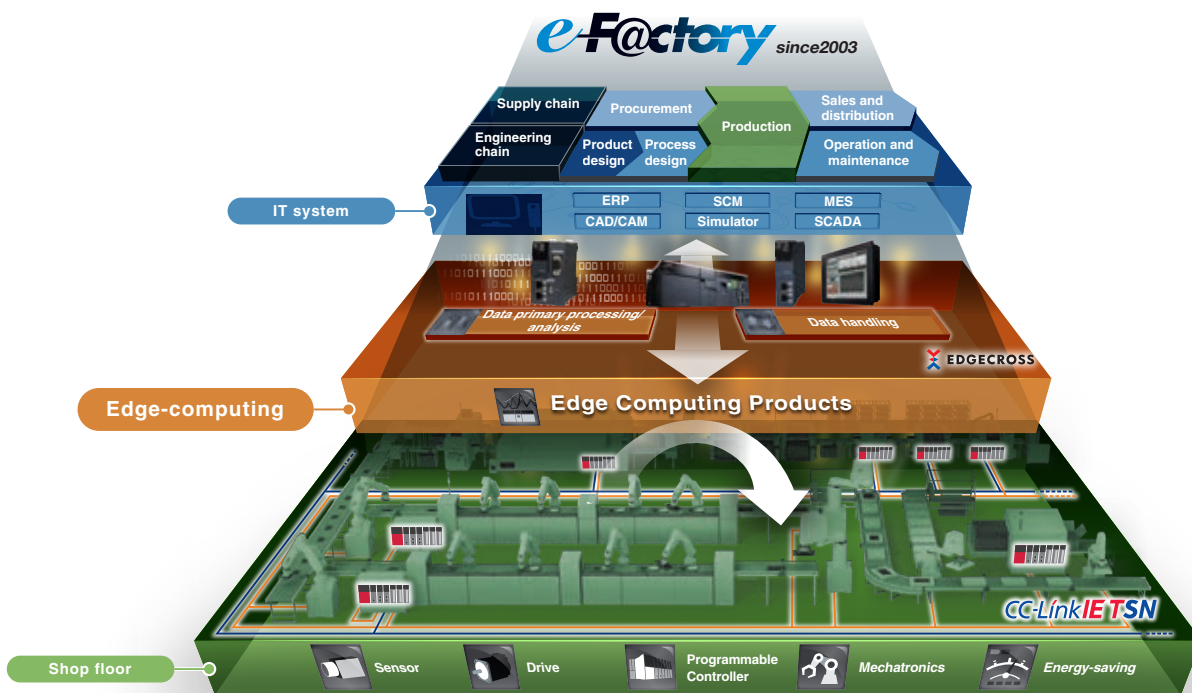 e-F@ctory since2003
Supply chain
Procurement
Production
Sales and
distribution
Engineering
chain
Product
design
Process
design
Operation and
maintenance
IT system
ERP
SCM
MES
CAD/CAM
Simulator
SCADA
Data primary processing/
analysis
Data handling
EDGECROSS
Edge-computing
Edge Computing Products
CC-Link IE TSN
Shop floor
Sensor
Drive
Programmable
Controller
Mechatronics
Energy-saving